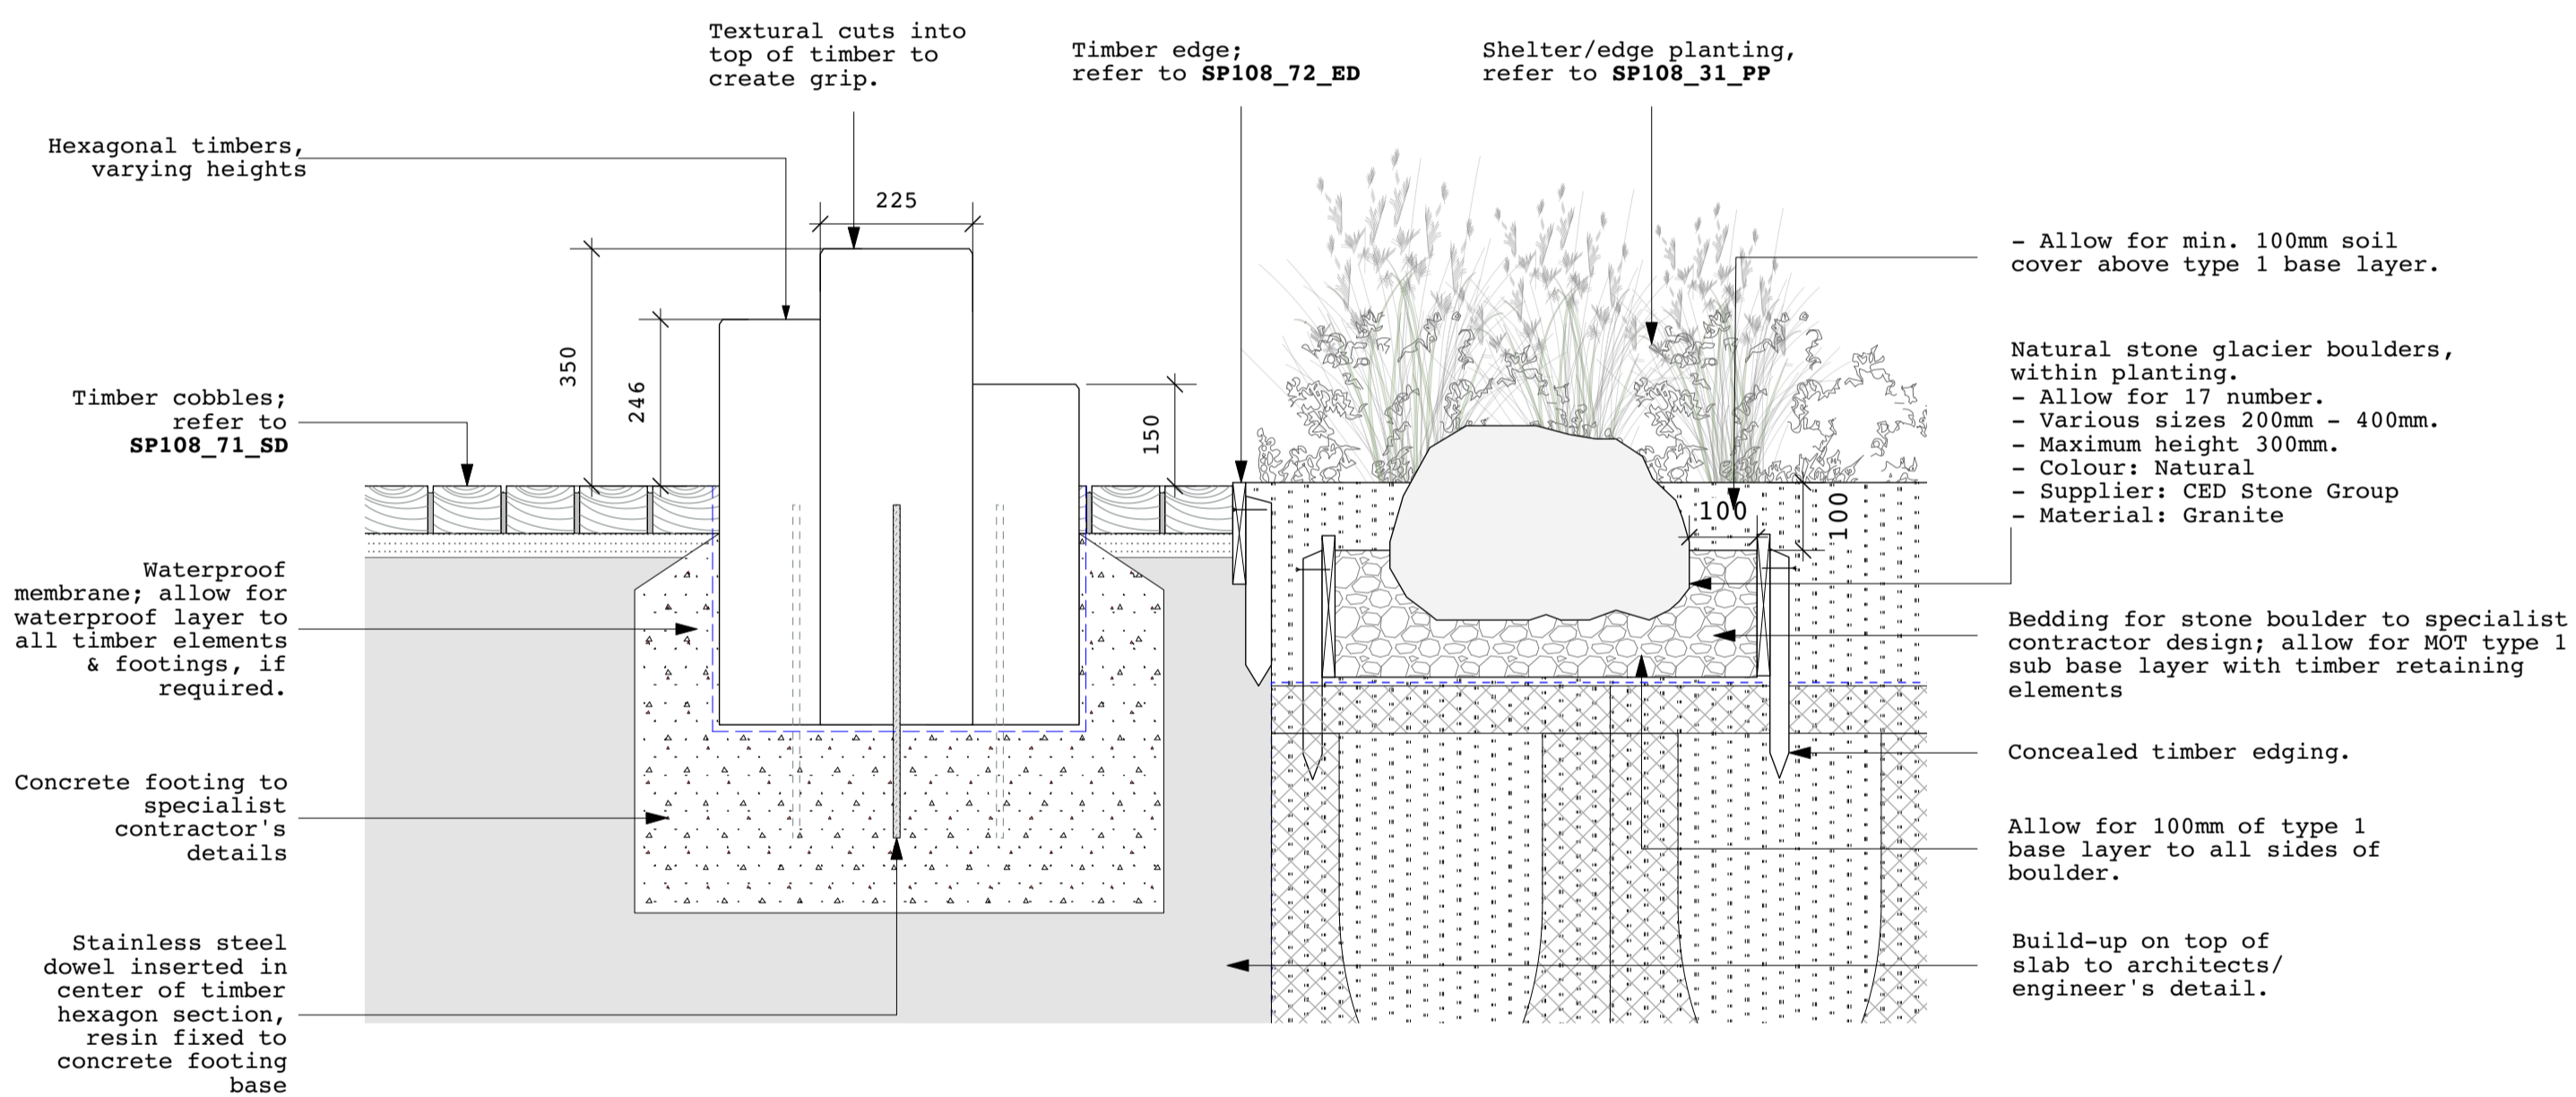 Textural cuts into
top of timber to
create grip.
Timber edge;
refer to SP108_72_ED
Shelter/edge planting,
refer to SP108_31_PP
Hexagonal timbers,
varying heights
225
350
246
150
Timber cobbles;
refer to
SP108_71_SD
Waterproof
membrane; allow for
waterproof layer to
all timber elements
& footings, if
required.
Concrete footing to
specialist
contractor's
details
Stainless steel
dowel inserted in
center of timber
hexagon section,
resin fixed to
concrete footing
base
100
100
- Allow for min. 100mm soil
cover above type 1 base layer.
Natural stone glacier boulders,
within planting.
- Allow for 17 number.
- Various sizes 200mm - 400mm.
- Maximum height 300mm.
- Colour: Natural
- Supplier: CED Stone Group
- Material: Granite
Bedding for stone boulder to specialist
contractor design; allow for MOT type 1
sub base layer with timber retaining
elements
Concealed timber edging.
Allow for 100mm of type 1
base layer to all sides of
boulder.
Build-up on top of
slab to architects/
engineer's detail.